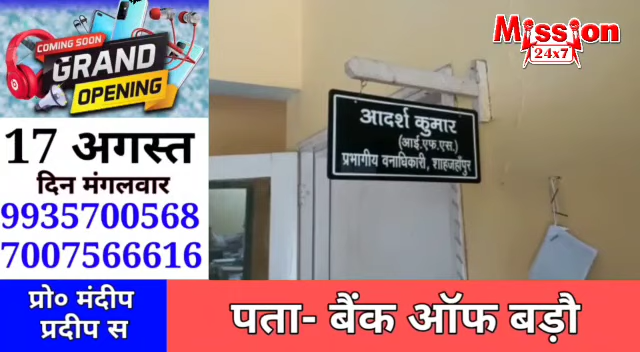 COMING SOON
GRAND
OPENING
17 अगस्त
दिन मंगलवार
9935700568
7007566616
प्रो० मंदीप
प्रदीप स
Mission
24x7
आदर्श कुमार
(आई.एफ.एस.)
प्रभागीय वनाधिकारी, शाहजहाँपुर
पता- बैंक ऑफ बड़ौ